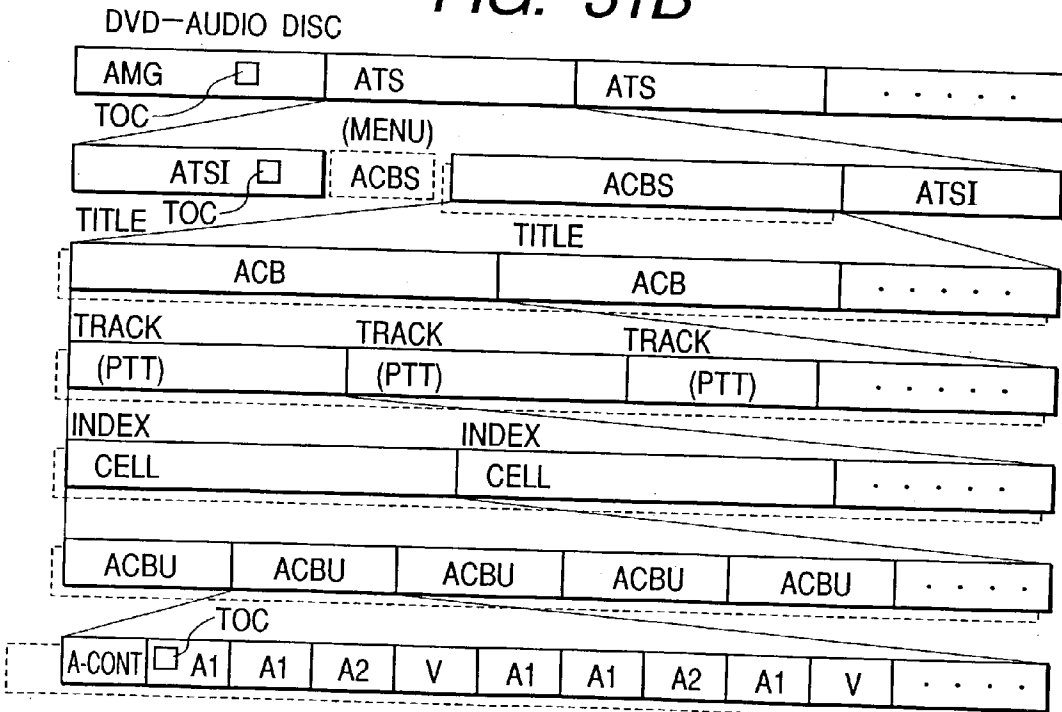 FIG. 31B
DVD-AUDIO DISC
AMG ATS ATS . . . . .
TOC
(MENU)
ATSI ACBS ACBS ATSI
TOC
TITLE TITLE
ACB ACB . . . . .
TRACK TRACK TRACK
(PTT) (PTT) (PTT) . . . . .
INDEX INDEX
CELL CELL . . . . .
ACBU ACBU ACBU ACBU ACBU . . . .
TOC
A-CONT A1 A1 A2 V A1 A1 A2 A1 V . . . .